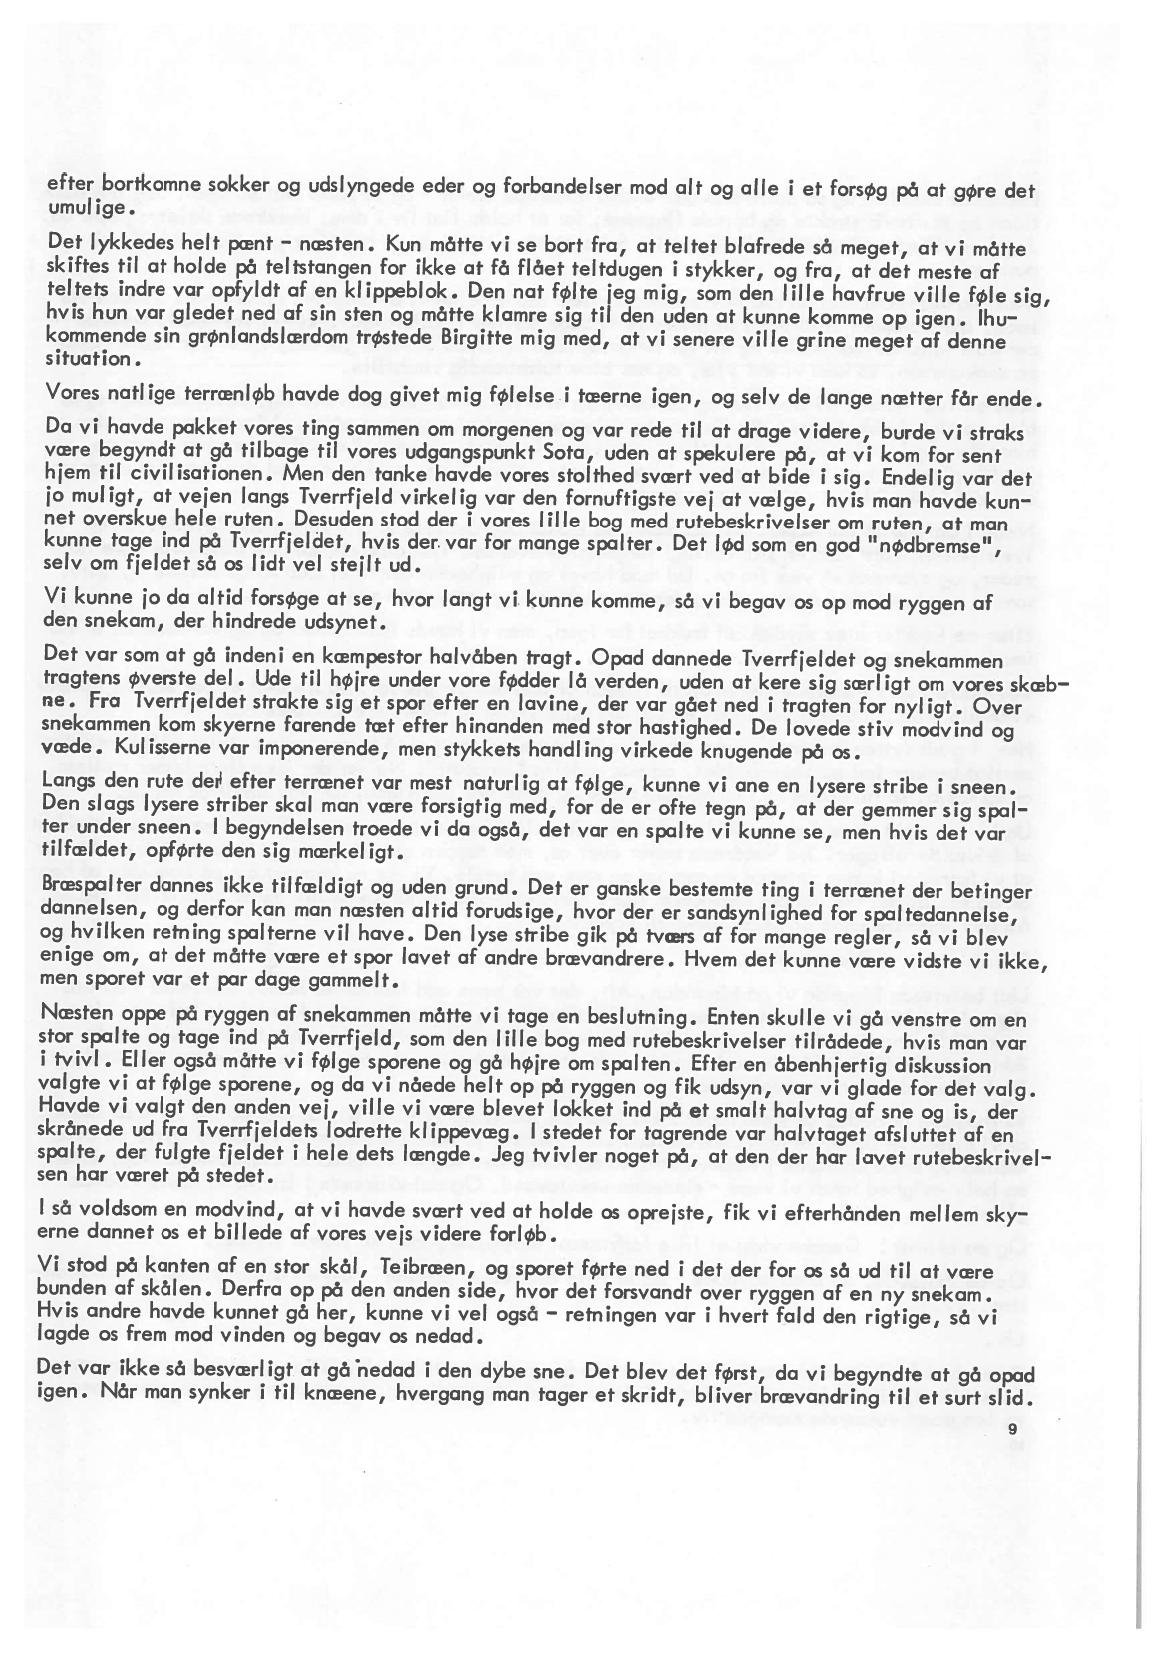 efter bortkomne sokker og udslyngede eder og forbandelser mod alt og alle i et forsøg på at gøre det
umulige.
Det lykkedes helt pænt - næsten. Kun måtte vi se bort fra, at teltet blafrede så meget, at vi måtte
skiftes til at holde på teltstangen for ikke at få flået teltdugen i stykker, og fra, at det meste af
teltets indre var opfyldt af en klippeblok. Den nat følte jeg mig, som den lille havfrue ville føle sig,
hvis hun var gledet ned af sin sten og måtte klamre sig til den uden at kunne komme op igen. Ihu-
kommende sin grønlandslærdom trøstede Birgitte mig med, at vi senere ville grine meget af denne
situation.
Vores natlige terrænløb havde dog givet mig følelse i tæerne igen, og selv de lange nætter får ende.
Da vi havde pakket vores ting sammen om morgenen og var rede til at drage videre, burde vi straks
være begyndt at gå tilbage til vores udgangspunkt Sota, uden at spekulere på, at vi kom for sent
hjem til civilisationen. Men den tanke havde vores stolthed svært ved at bide i sig. Endelig var det
jo muligt, at vejen langs Tverrfjeld virkelig var den fornuftigste vej at vælge, hvis man havde kun-
net overskue hele ruten. Desuden stod der i vores lille bog med rutebeskrivelser om ruten, at man
kunne tage ind på Tverrfjeldet, hvis der var for mange spalter. Det lød som en god "nødbremse",
selv om fjeldet så os lidt vel stejlt ud.
Vi kunne jo da altid forsøge at se, hvor langt vi kunne komme, så vi begav os op mod ryggen af
den snekam, der hindrede udsynet.
Det var som at gå indeni en kæmpestor halvåben tragt. Opad dannede Tverrfjeldet og snekammen
tragtens øverste del. Ude til højre under vore fødder lå verden, uden at kere sig særligt om vores skæb-
ne. Fra Tverrfjeldet strakte sig et spor efter en lavine, der var gået ned i tragten for nyligt. Over
snekammen kom skyerne farende tæt efter hinanden med stor hastighed. De lovede stiv modvind og
væde. Kulisserne var imponerende, men stykkets handling virkede knugende på os.
Langs den rute der efter terrænet var mest naturlig at følge, kunne vi ane en lysere stribe i sneen.
Den slags lysere striber skal man være forsigtig med, for de er ofte tegn på, at der gemmer sig spal-
ter under sneen. I begyndelsen troede vi da også, det var en spalte vi kunne se, men hvis det var
tilfældet, opførte den sig mærkeligt.
Bræspalter dannes ikke tilfældigt og uden grund. Det er ganske bestemte ting i terrænet der betinger
dannelsen, og derfor kan man næsten altid forudsige, hvor der er sandsynlighed for spaltedannelse,
og hvilken retning spalterne vil have. Den lyse stribe gik på tværs af for mange regler, så vi blev
enige om, at det måtte være et spor lavet af andre brævandrere. Hvem det kunne være vidste vi ikke,
men sporet var et par dage gammelt.
Næsten oppe på ryggen af snekammen måtte vi tage en beslutning. Enten skulle vi gå venstre om en
stor spalte og tage ind på Tverrfjeld, som den lille bog med rutebeskrivelser tilrådede, hvis man var
i tvivl. Eller også måtte vi følge sporene og gå højre om spalten. Efter en åbenhjertig diskussion
valgte vi at følge sporene, og da vi nåede helt op på ryggen og fik udsyn, var vi glade for det valg.
Havde vi valgt den anden vej, ville vi være blevet lokket ind på et smalt halvtag af sne og is, der
skrånede ud fra Tverrfjeldets lodrette klippevæg. I stedet for tagrende var halvtaget afsluttet af en
spalte, der fulgte fjeldet i hele dets længde. Jeg tvivler noget på, at den der har lavet rutebeskrivel-
sen har været på stedet.
I så voldsom en modvind, at vi havde svært ved at holde os oprejste, fik vi efterhånden mellem sky-
erne dannet os et billede af vores vejs videre forløb.
Vi stod på kanten af en stor skål, Teibræen, og sporet førte ned i det der for os så ud til at være
bunden af skålen. Derfra op på den anden side, hvor det forsvandt over ryggen af en ny snekam.
Hvis andre havde kunnet gå her, kunne vi vel også - retningen var i hvert fald den rigtige, så vi
lagde os frem mod vinden og begav os nedad.
Det var ikke så besværligt at gå nedad i den dybe sne. Det blev det først, da vi begyndte at gå opad
igen. Når man synker i til knæene, hvergang man tager et skridt, bliver brævandring til et surt slid.
9